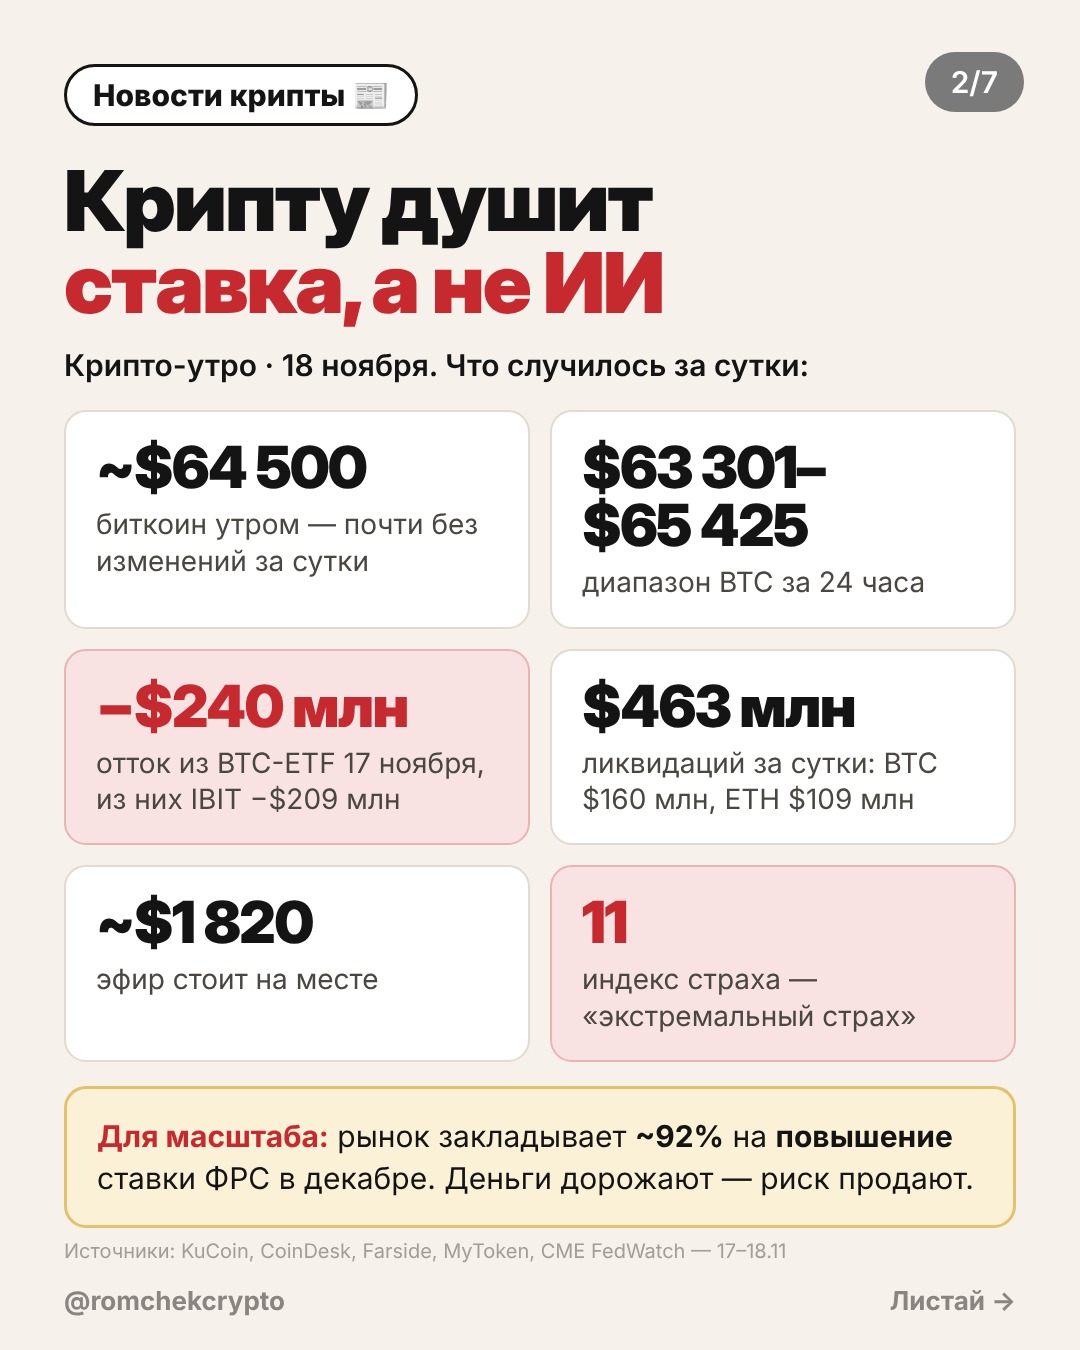 Новости крипты 📰
2/7
Крипту душит
ставка, а не ИИ
Крипто-утро · 18 ноября. Что случилось за сутки:
~$64 500
биткоин утром — почти без
изменений за сутки
$63 301–
$65 425
диапазон BTC за 24 часа
−$240 млн
отток из BTC-ETF 17 ноября,
из них IBIT −$209 млн
$463 млн
ликвидаций за сутки: BTC
$160 млн, ETH $109 млн
~$1 820
эфир стоит на месте
11
индекс страха —
«экстремальный страх»
Для масштаба: рынок закладывает ~92% на повышение
ставки ФРС в декабре. Деньги дорожают — риск продают.
Источники: KuCoin, CoinDesk, Farside, MyToken, CME FedWatch — 17–18.11
@romchekcrypto
Листай →